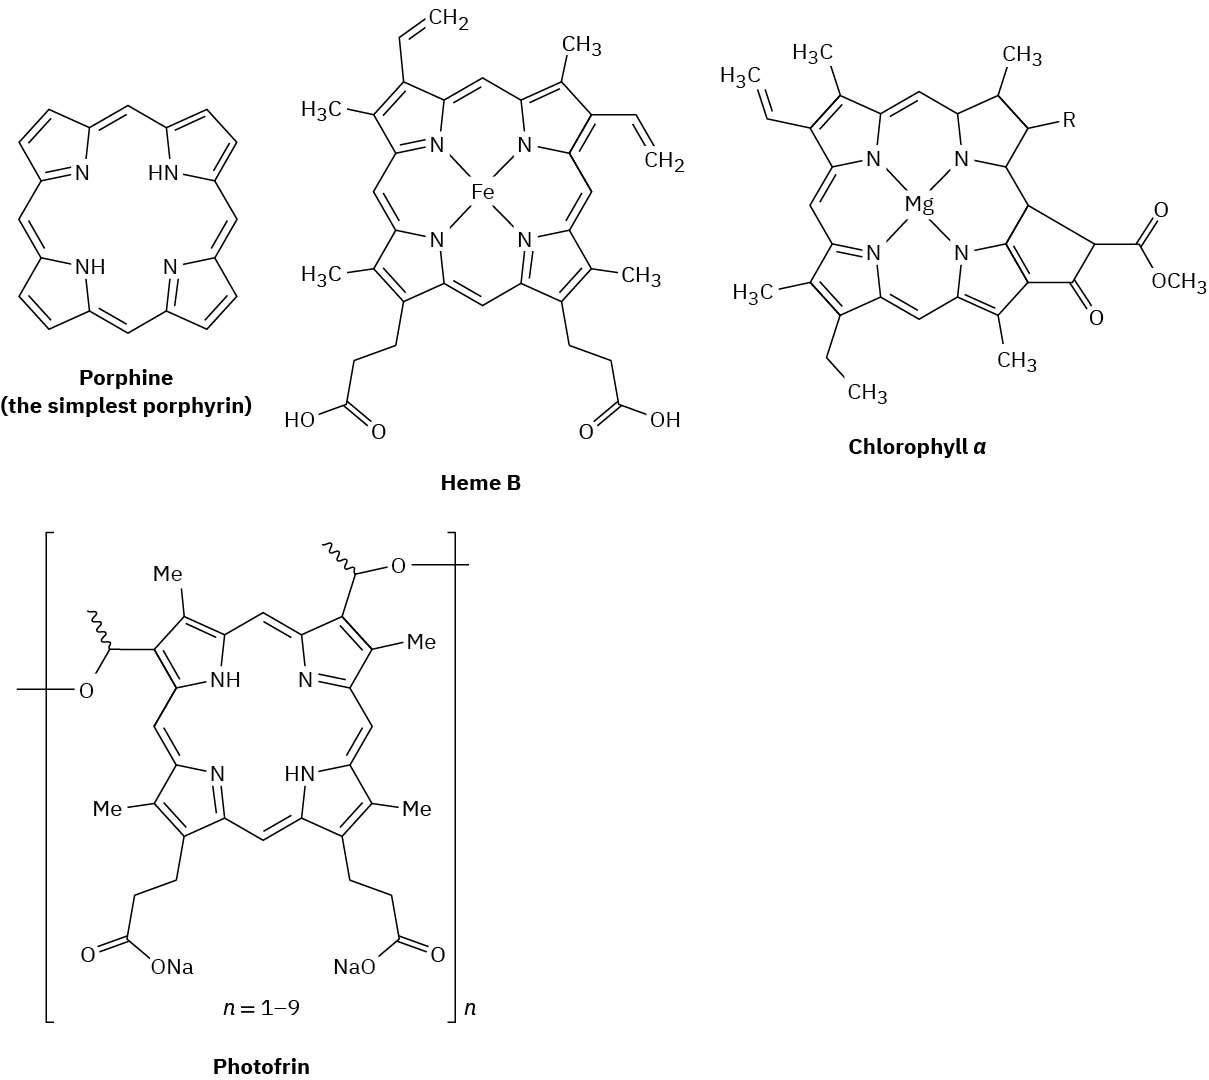 N
HN
NH
N
Porphine
(the simplest porphyrin)
CH2
CH3
H3C
CH2
N
N
Fe
N
N
H3C
CH3
HO
O
O
OH
Heme B
H3C
CH3
H3C
R
N
N
Mg
N
N
O
OCH3
O
H3C
CH3
CH3
Chlorophyll a
O
Me
Me
O
NH
N
N
HN
Me
Me
O
ONa
NaO
O
n = 1–9
n
Photofrin